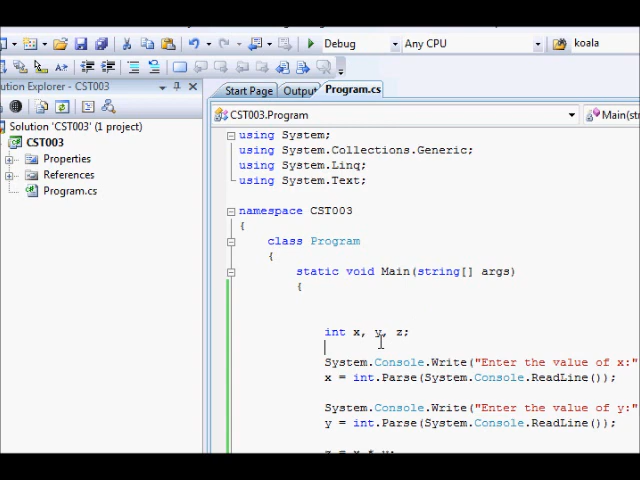 Debug
Any CPU
koala
ution Explorer - CST003
Start Page
Output
Program.cs
CST003.Program
Main(str
Solution 'CST003' (1 project)
CST003
Properties
References
Program.cs
using System;
using System.Collections.Generic;
using System.Linq;
using System.Text;
namespace CST003
{
class Program
{
static void Main(string[] args)
{
int x, y, z;
System.Console.Write("Enter the value of x:"
x = int.Parse(System.Console.ReadLine());
System.Console.Write("Enter the value of y:"
y = int.Parse(System.Console.ReadLine());